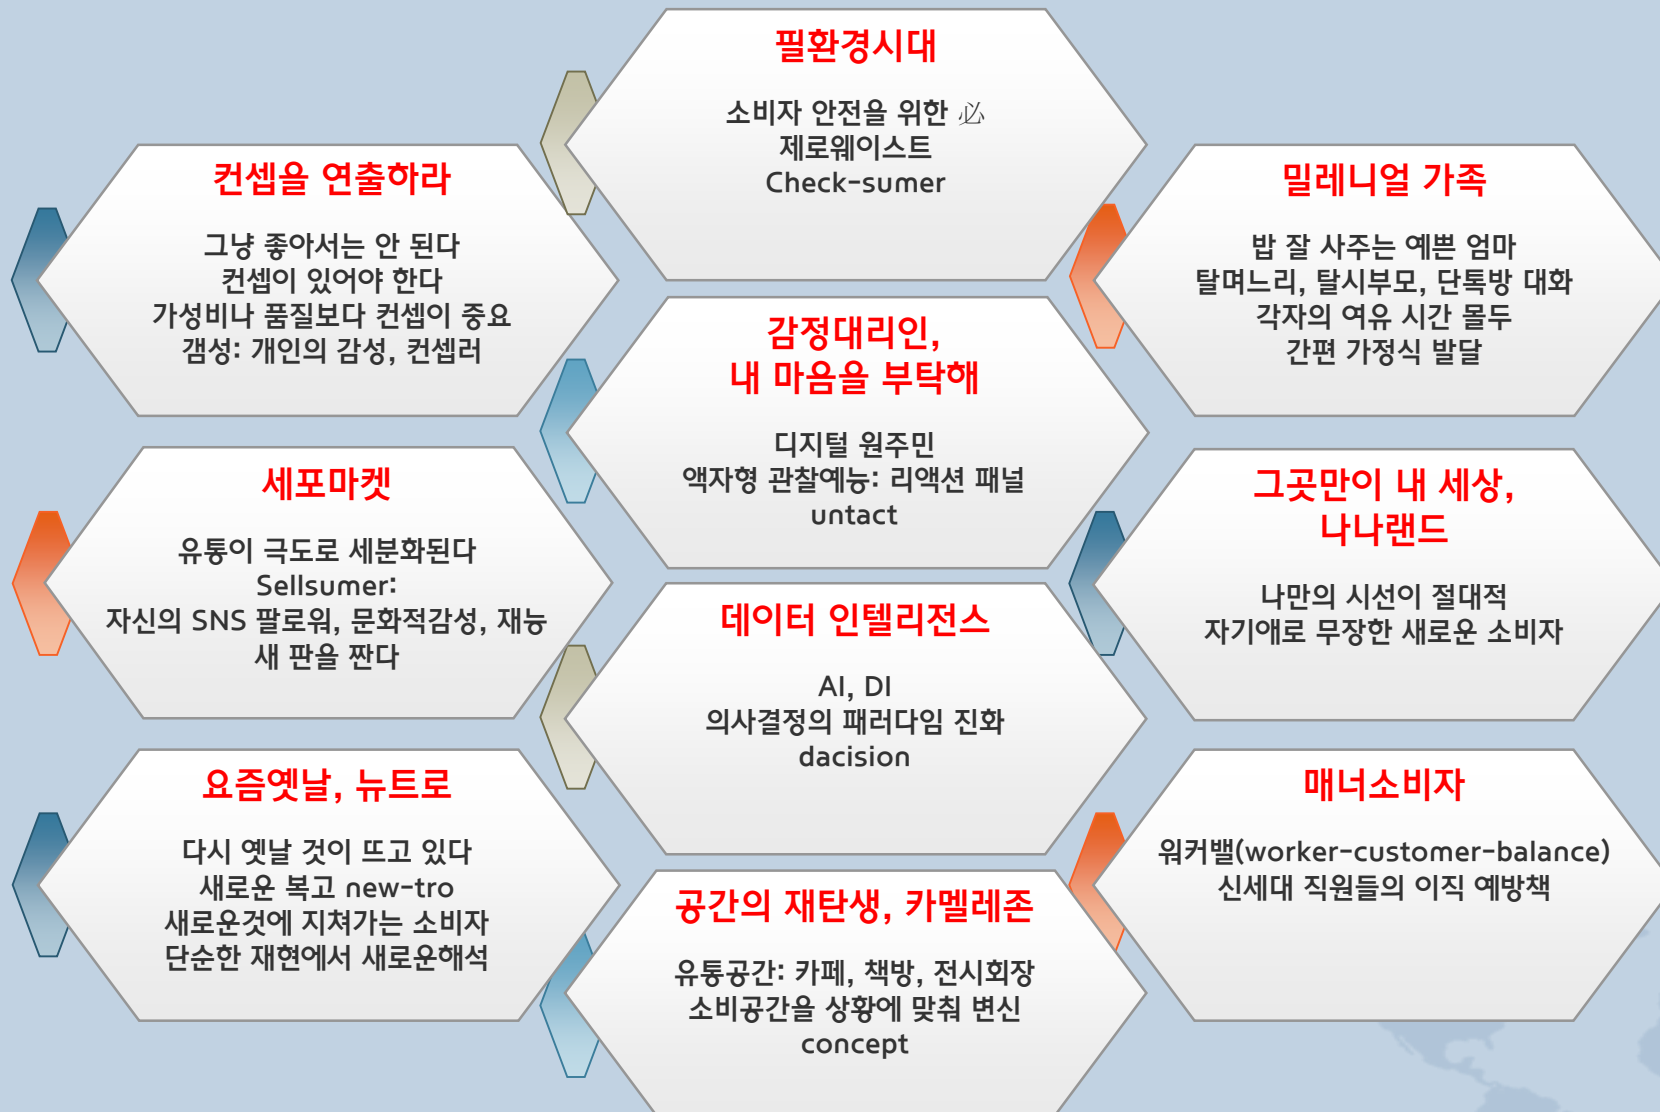 필환경시대
소비자 안전을 위한 必
제로웨이스트
Check-sumer
컨셉을 연출하라
그냥 좋아서는 안 된다
컨셉이 있어야 한다
가성비나 품질보다 컨셉이 중요
갬성: 개인의 감성, 컨셉러
밀레니얼 가족
밥 잘 사주는 예쁜 엄마
탈며느리, 탈시부모, 단톡방 대화
각자의 여유 시간 몰두
간편 가정식 발달
감정대리인,
내 마음을 부탁해
디지털 원주민
액자형 관찰예능: 리액션 패널
untact
세포마켓
유통이 극도로 세분화된다
Sellsumer:
자신의 SNS 팔로워, 문화적감성, 재능
새 판을 짠다
그곳만이 내 세상,
나나랜드
나만의 시선이 절대적
자기애로 무장한 새로운 소비자
데이터 인텔리전스
AI, DI
의사결정의 패러다임 진화
dacision
요즘옛날, 뉴트로
다시 옛날 것이 뜨고 있다
새로운 복고 new-tro
새로운것에 지쳐가는 소비자
단순한 재현에서 새로운해석
매너소비자
워커밸(worker-customer-balance)
신세대 직원들의 이직 예방책
공간의 재탄생, 카멜레존
유통공간: 카페, 책방, 전시회장
소비공간을 상황에 맞춰 변신
concept